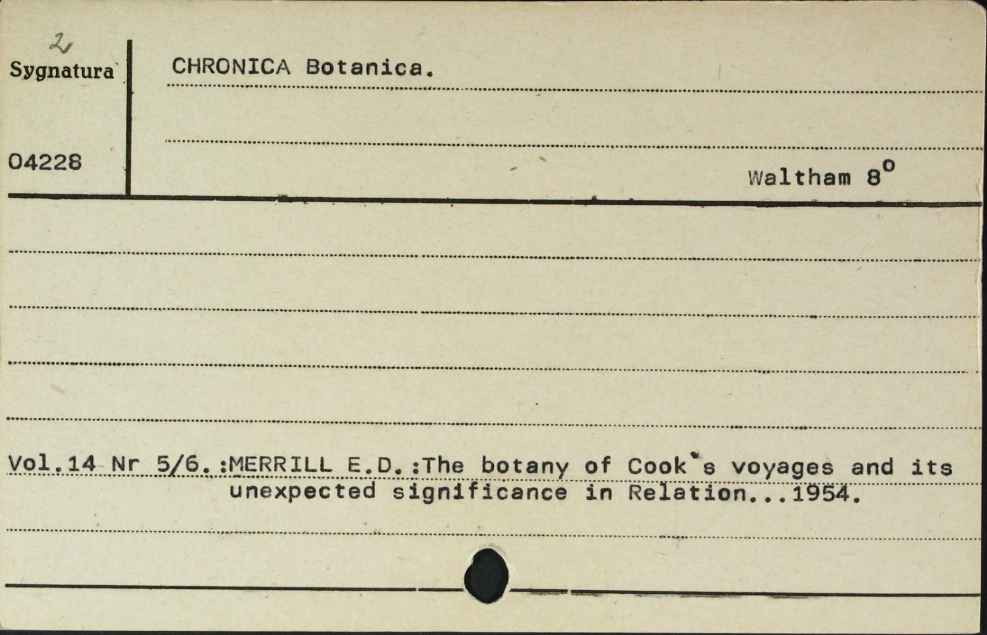 2
Sygnatura
CHRONICA Botanica.
04228
Waltham 8º
Vol.14 Nr 5/6.:MERRILL E.D.:The botany of Cook`s voyages and its
unexpected significance in Relation...1954.